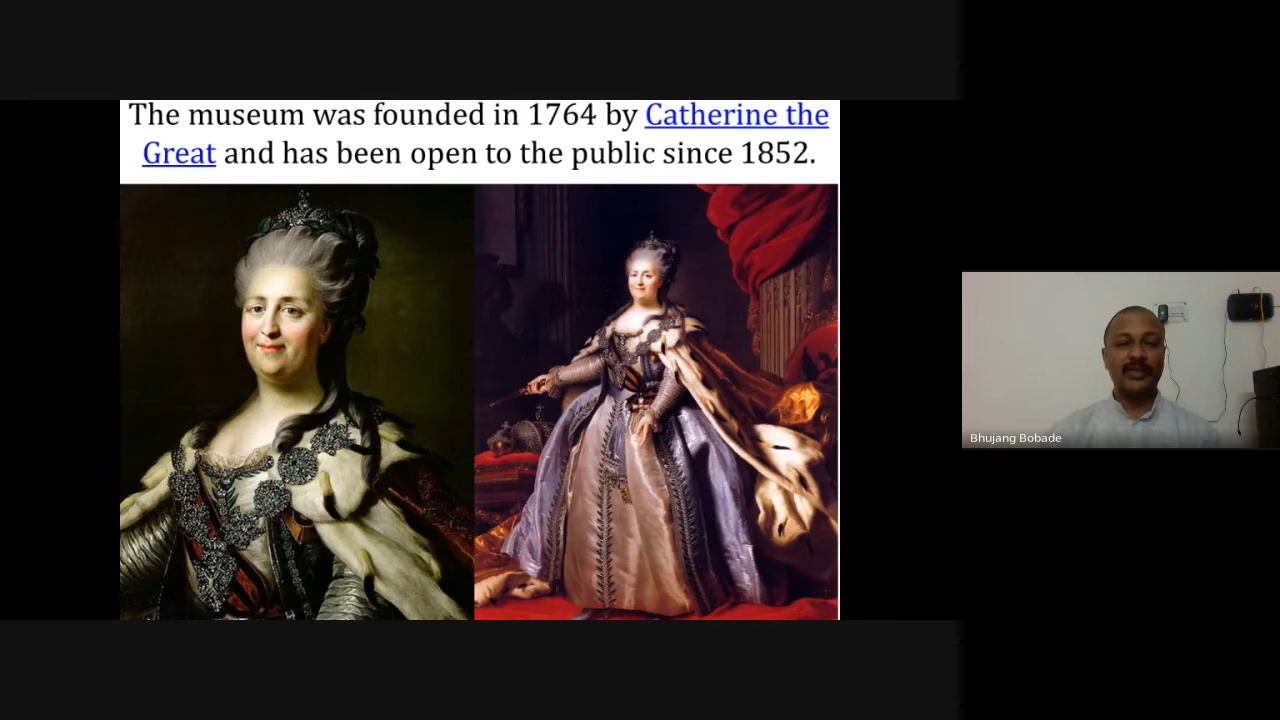 The museum was founded in 1764 by Catherine the
Great and has been open to the public since 1852.
Bhujang Bobade